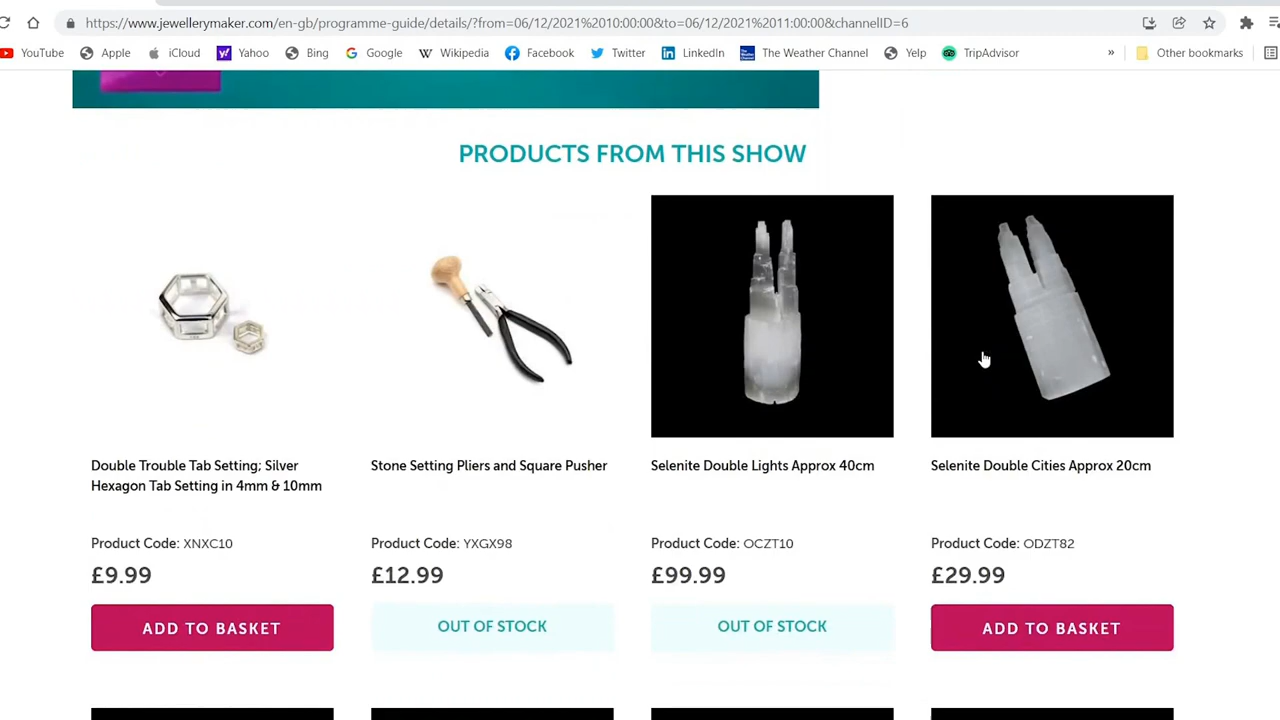 https://www.jewellerymaker.com/en-gb/programme-guide/details/?from=06/12/2021%2010:00:00&to=06/12/2021%2011:00:00&channelID=6
YouTube Apple iCloud Yahoo Bing Google Wikipedia Facebook Twitter LinkedIn The Weather Channel Yelp TripAdvisor » Other bookmarks
PRODUCTS FROM THIS SHOW
Double Trouble Tab Setting; Silver
Hexagon Tab Setting in 4mm & 10mm
Product Code: XNXC10
£9.99
ADD TO BASKET
Stone Setting Pliers and Square Pusher
Product Code: YXGX98
£12.99
OUT OF STOCK
Selenite Double Lights Approx 40cm
Product Code: OCZT10
£99.99
OUT OF STOCK
Selenite Double Cities Approx 20cm
Product Code: ODZT82
£29.99
ADD TO BASKET